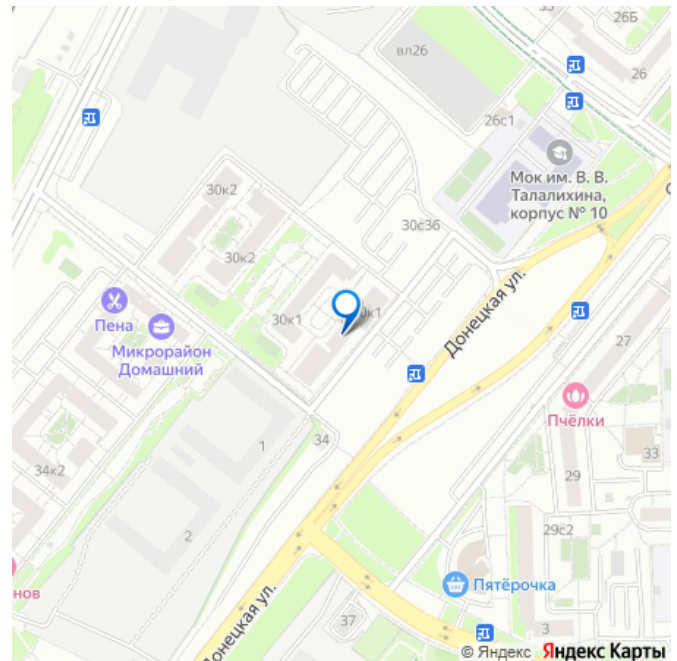 26Б
вл26
26
26с1
Мок им. В. В.
Талалихина,
корпус № 10
30к2
30с36
30к2
Донецкая ул.
30к1
Пена
Микрорайон
Домашний
27
Пчёлки
34
1
33
34к2
29
2
29с2
нов
Пятёрочка
Донецкая ул.
37
3
© Яндекс Яндекс Карты